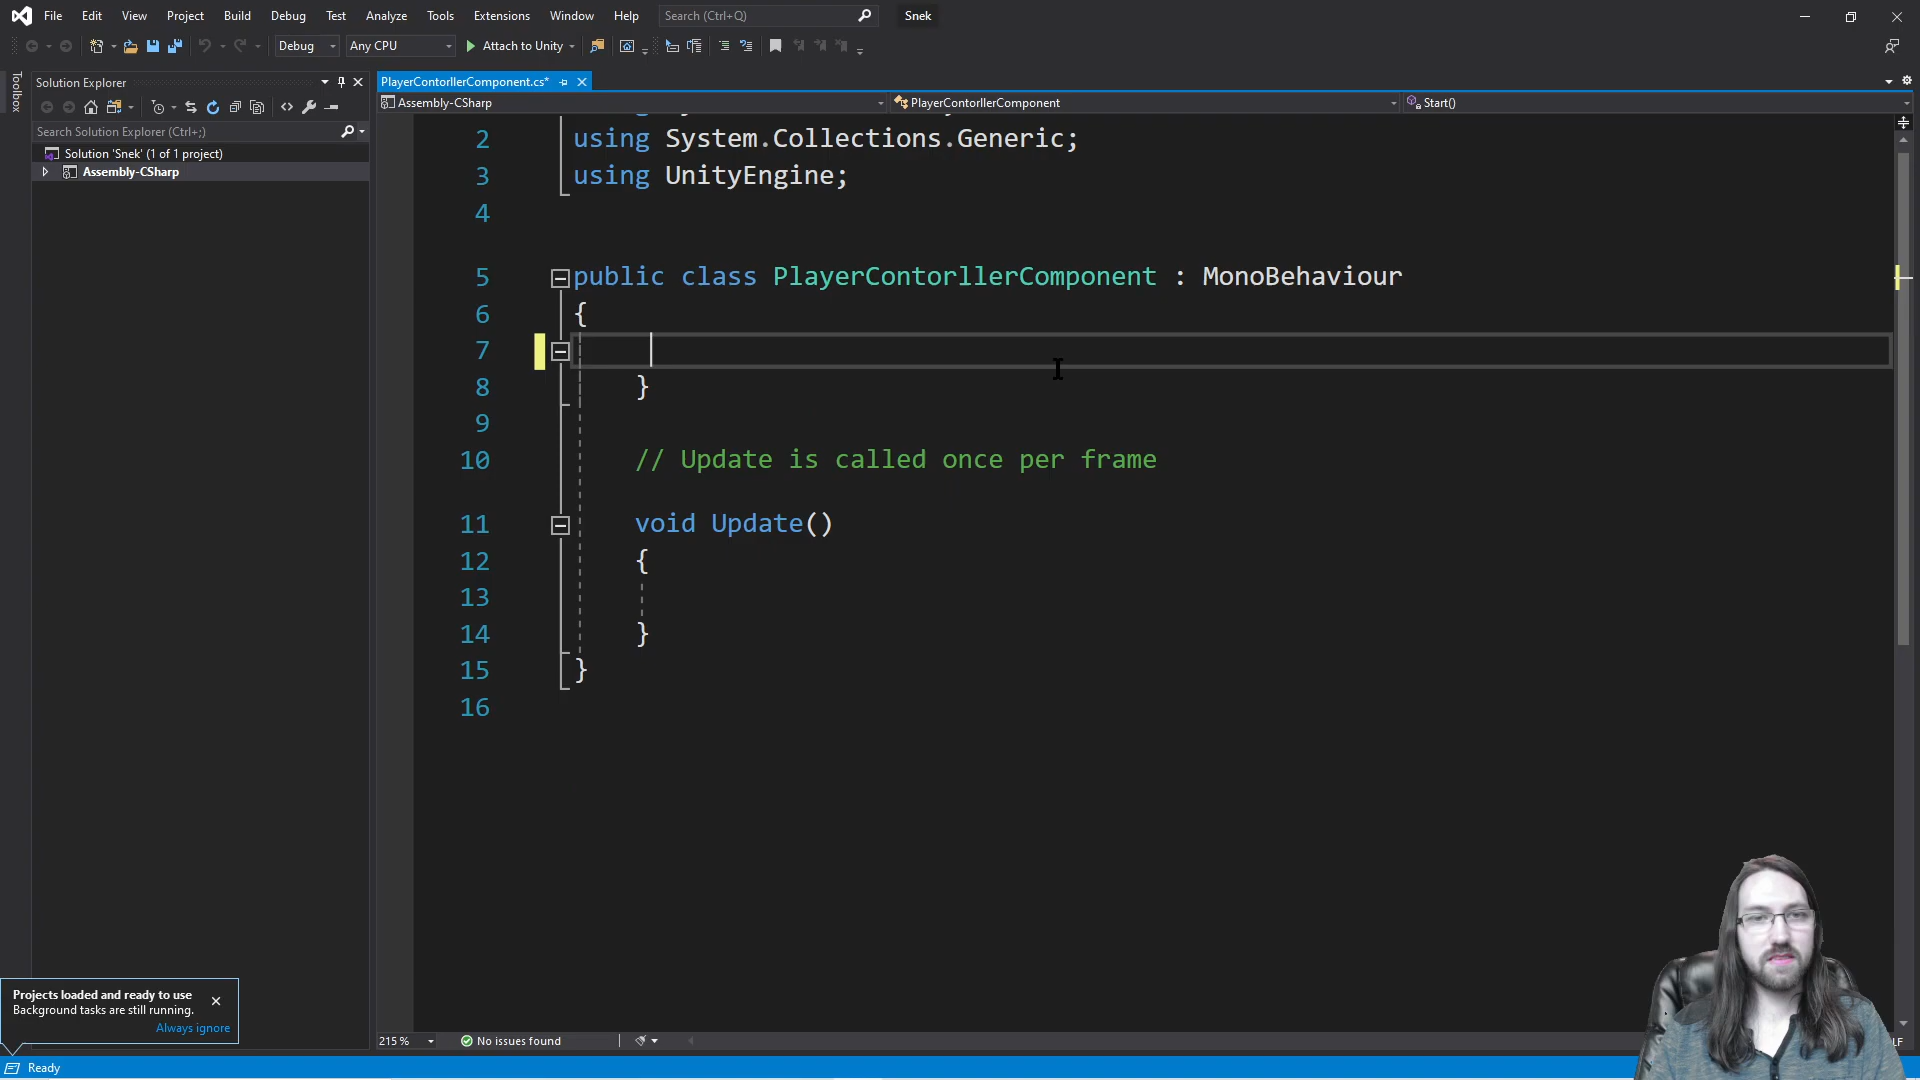 File Edit View Project Build Debug Test Analyze Tools Extensions Window Help Search (Ctrl+Q) Snek
Debug Any CPU Attach to Unity
Toolbox
Solution Explorer
Search Solution Explorer (Ctrl+;)
Solution 'Snek' (1 of 1 project)
Assembly-CSharp
PlayerContorllerComponent.cs*
Assembly-CSharp PlayerContorllerComponent Start()
2 using System.Collections.Generic;
3 using UnityEngine;
4
5 public class PlayerContorllerComponent : MonoBehaviour
6 {
7
8 }
9
10 // Update is called once per frame
11 void Update()
12 {
13
14 }
15 }
16
Projects loaded and ready to use
Background tasks are still running.
Always ignore
215 % No issues found LF
Ready